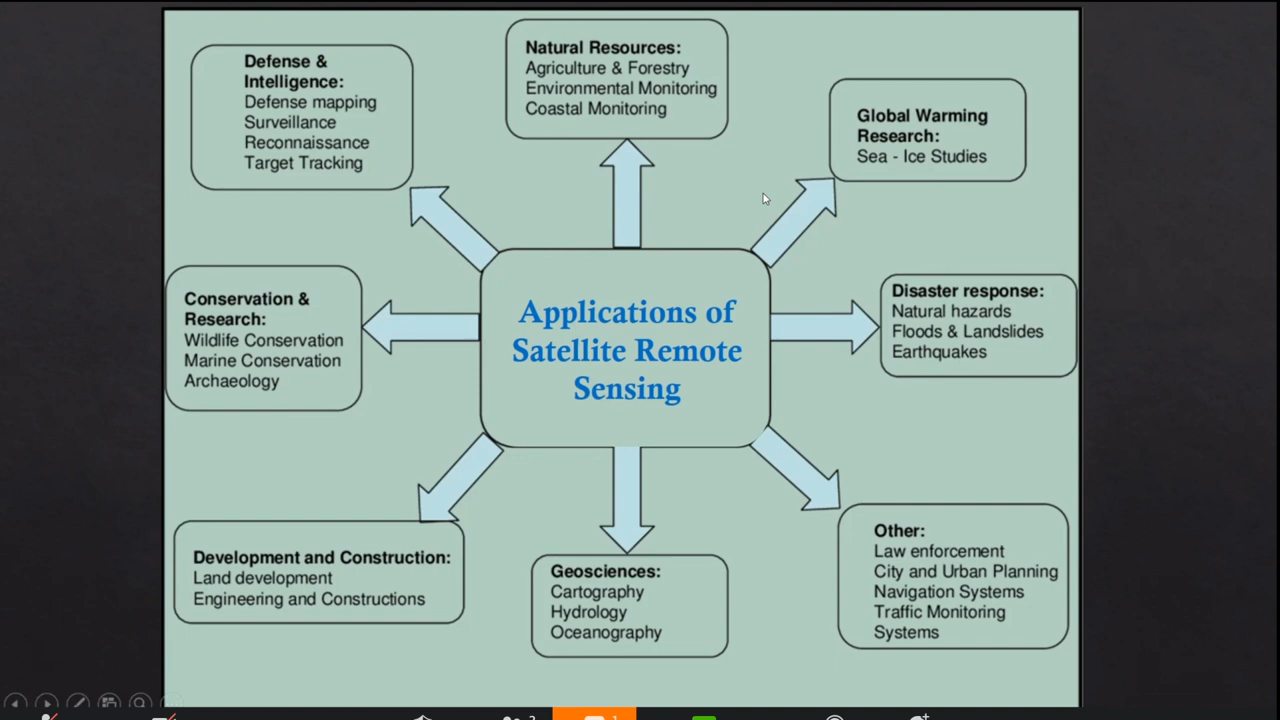 Defense &
Intelligence:
Defense mapping
Surveillance
Reconnaissance
Target Tracking
Natural Resources:
Agriculture & Forestry
Environmental Monitoring
Coastal Monitoring
Global Warming
Research:
Sea - Ice Studies
Conservation &
Research:
Wildlife Conservation
Marine Conservation
Archaeology
Applications of
Satellite Remote
Sensing
Disaster response:
Natural hazards
Floods & Landslides
Earthquakes
Development and Construction:
Land development
Engineering and Constructions
Geosciences:
Cartography
Hydrology
Oceanography
Other:
Law enforcement
City and Urban Planning
Navigation Systems
Traffic Monitoring
Systems